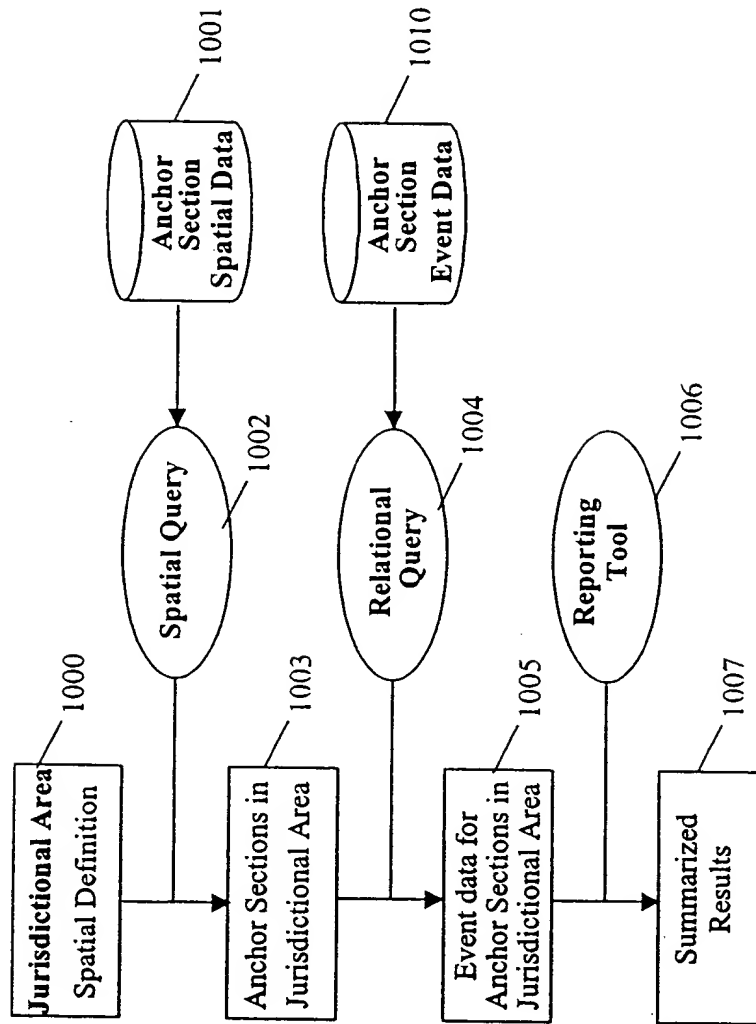 Jurisdictional Area
Spatial Definition
1000
Spatial Query
1002
Anchor
Section
Spatial Data
1001
Anchor Sections in
Jurisdictional Area
1003
Relational
Query
1004
Anchor
Section
Event Data
1010
Event data for
Anchor Sections in
Jurisdictional Area
1005
Reporting
Tool
1006
Summarized
Results
1007